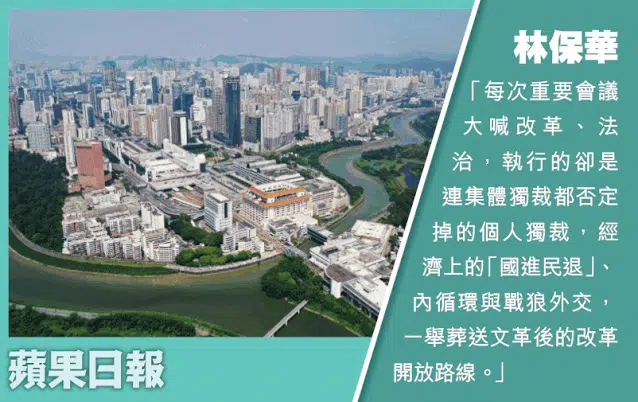 林保華
「每次重要會議
大喊改革、法
治，執行的卻是
連集體獨裁都否定
掉的個人獨裁，經
濟上的「國進民退」、
內循環與戰狼外交，
一舉葬送文革後的改革
開放路線。」
蘋果日報